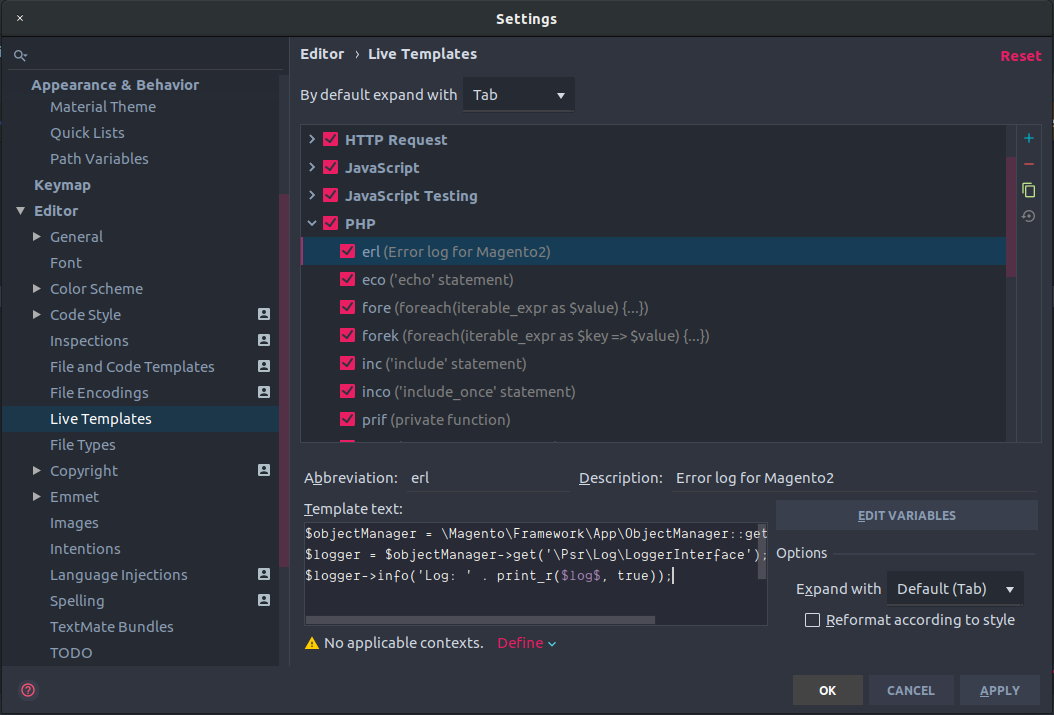 Settings
Editor › Live Templates
Reset
Appearance & Behavior
Material Theme
Quick Lists
Path Variables
Keymap
Editor
General
Font
Color Scheme
Code Style
Inspections
File and Code Templates
File Encodings
Live Templates
File Types
Copyright
Emmet
Images
Intentions
Language Injections
Spelling
TextMate Bundles
TODO
By default expand with Tab
HTTP Request
JavaScript
JavaScript Testing
PHP
erl (Error log for Magento2)
eco ('echo' statement)
fore (foreach(iterable_expr as $value) {...})
forek (foreach(iterable_expr as $key => $value) {...})
inc ('include' statement)
inco ('include_once' statement)
prif (private function)
Abbreviation: erl Description: Error log for Magento2
Template text:
$objectManager = \Magento\Framework\App\ObjectManager::get
$logger = $objectManager->get('\Psr\Log\LoggerInterface');
$logger->info('Log: ' . print_r($log$, true));
No applicable contexts. Define
EDIT VARIABLES
Options
Expand with Default (Tab)
Reformat according to style
OK CANCEL APPLY